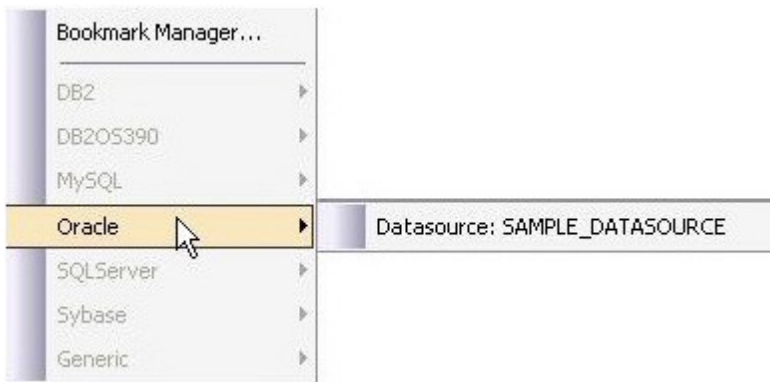 Bookmark Manager...
DB2
DB2OS390
MySQL
Oracle
Datasource: SAMPLE_DATASOURCE
SQLServer
Sybase
Generic